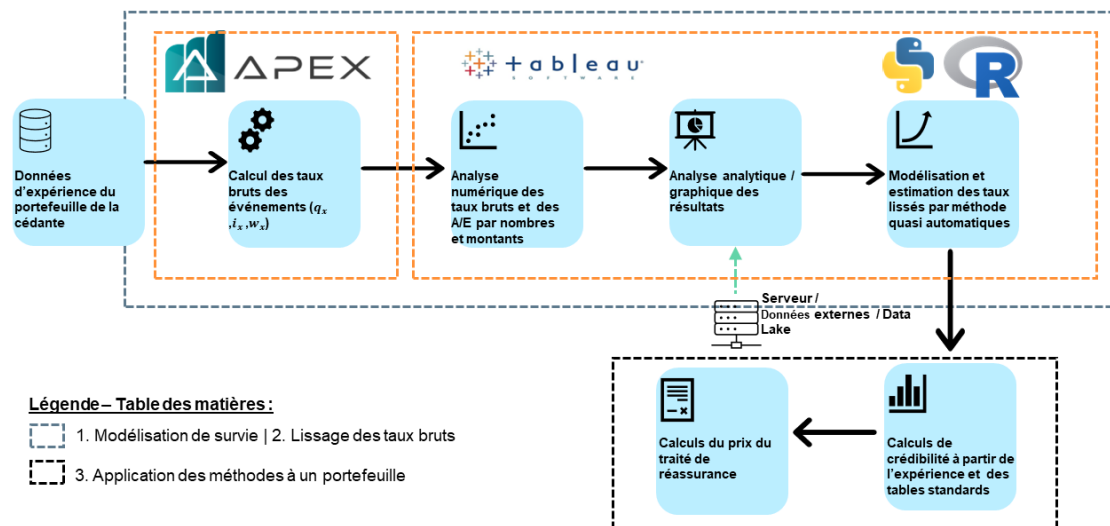 APEX
+ableau
SOFTWARE
R
Données
d'expérience du
portefeuille de la
cédante
Calcul des taux
bruts des
événements (qₓ
,iₓ ,wₓ)
Analyse
numérique des
taux bruts et des
A/E par nombres
et montants
Analyse analytique /
graphique des
résultats
Modélisation et
estimation des taux
lissés par méthode
quasi automatiques
Serveur /
Données externes / Data
Lake
Calculs du prix du
traité de
réassurance
Calculs de
crédibilité à partir de
l'expérience et des
tables standards
Légende – Table des matières :
1. Modélisation de survie | 2. Lissage des taux bruts
3. Application des méthodes à un portefeuille